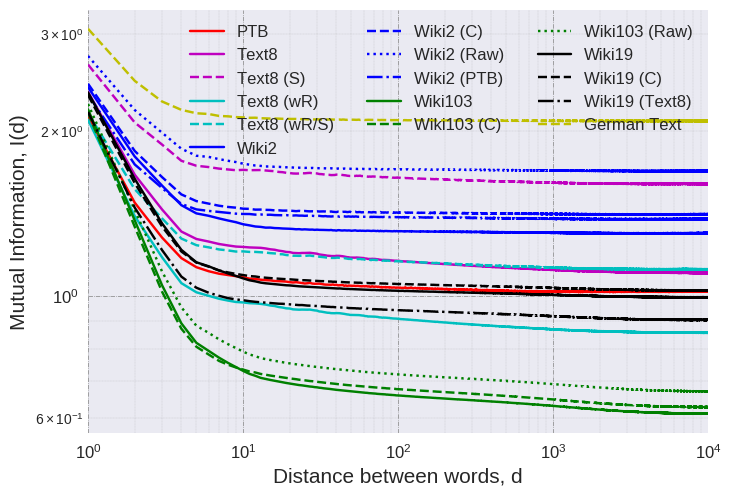 Mutual Information, I(d)
3 × 10⁰
2 × 10⁰
10⁰
6 × 10⁻¹
PTB
Text8
Text8 (S)
Text8 (wR)
Text8 (wR/S)
Wiki2
Wiki2 (C)
Wiki2 (Raw)
Wiki2 (PTB)
Wiki103
Wiki103 (C)
Wiki103 (Raw)
Wiki19
Wiki19 (C)
Wiki19 (Text8)
German Text
10⁰ 10¹ 10² 10³ 10⁴
Distance between words, d